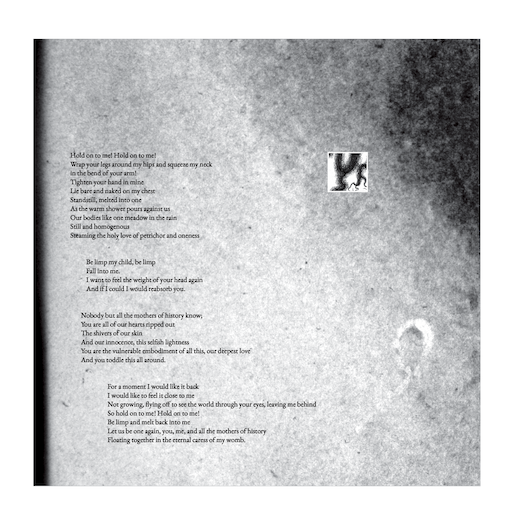 Hold on to me! Hold on to me!
Wrap your legs around my hips and squeeze my neck
in the bend of your arm!
Tighten your hand in mine
Lie bare and naked on my chest
Standstill, melted into one
As the warm shower pours against us
Our bodies like one meadow in the rain
Still and homogenous
Steaming the holy love of petrichor and oneness
Be limp my child, be limp
Fall into me.
I want to feel the weight of your head again
And if I could I would reabsorb you.
Nobody but all the mothers of history know,
You are all of our hearts ripped out
The shivers of our skin
And our innocence, this selfish lightness
You are the vulnerable embodiment of all this, our deepest love
And you toddle this all around.
For a moment I would like it back
I would like to feel is close to me
Not growing, flying off to see the world through your eyes, leaving me behind
So hold on to me! Hold on to me!
Be limp and melt back into me
Let us be one again, you, me, and all the mothers of history
Floating together in the eternal caress of my womb.